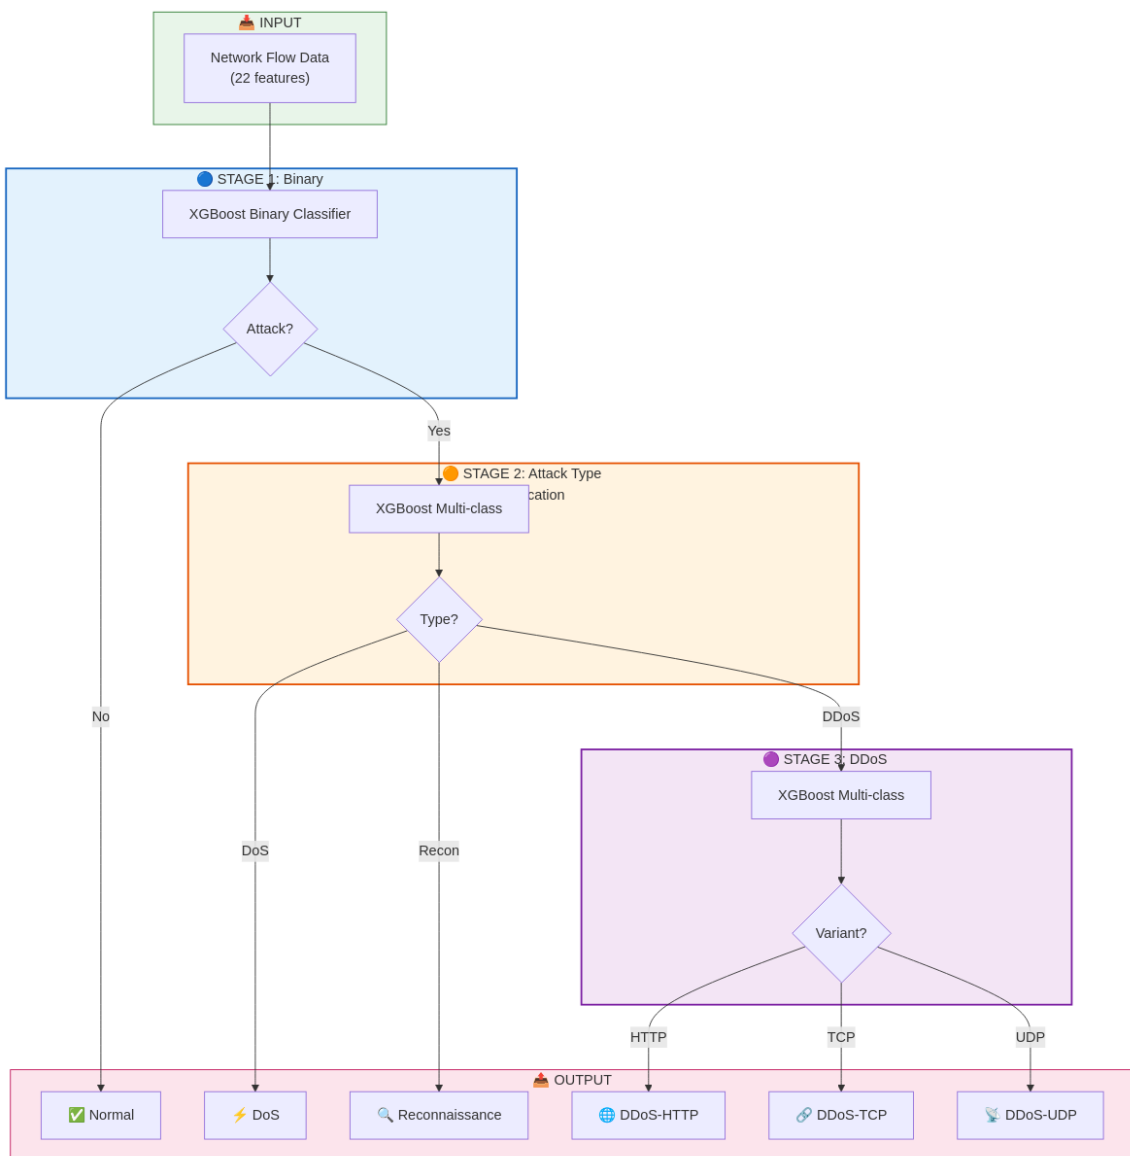 📥 INPUT
Network Flow Data
(22 features)
🔵 STAGE 1: Binary
XGBoost Binary Classifier
Attack?
Yes
🟠 STAGE 2: Attack Type
cation
XGBoost Multi-class
Type?
No
DDoS
🟣 STAGE 3: DDoS
XGBoost Multi-class
DoS
Recon
Variant?
HTTP
TCP
UDP
📤 OUTPUT
✅ Normal
⚡ DoS
🔍 Reconnaissance
🌐 DDoS-HTTP
🔗 DDoS-TCP
📡 DDoS-UDP